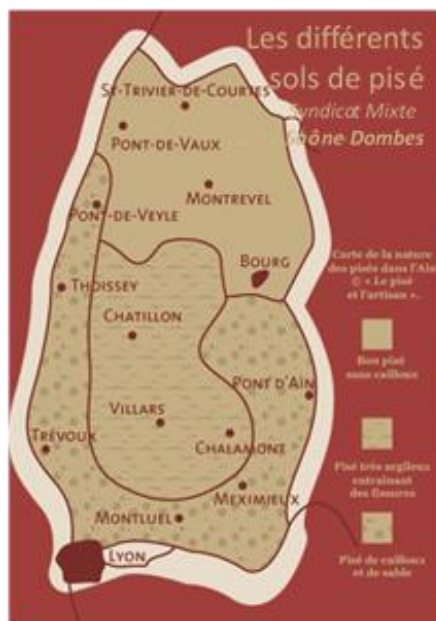 Les différents
sols de pisé
Syndicat Mixte
Rhône-Dombes
ST-TRIVIER-DE-COURTES
PONT-DE-VAUX
MONTREVEL
PONT-DE-VEYLE
BOURG
THOISSEY
CHATILLON
PONT D'AIN
VILLARS
TRÉVOUX
CHALAMONT
MEXIMIEUX
MONTLUEL
LYON
Carte de la nature
des pisés dans l'Ain
© « Le pisé
et l'artisan »..
Bon pisé
sans cailloux
Pisé très argileux
entraînant
des fissures
Pisé de cailloux
et de sable